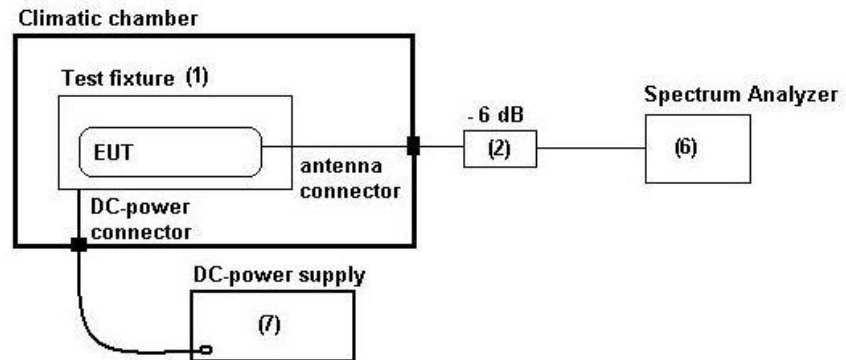 Climatic chamber
Test fixture (1)
Spectrum Analyzer
- 6 dB
EUT
(2)
(6)
antenna
connector
DC-power
connector
DC-power supply
(7)